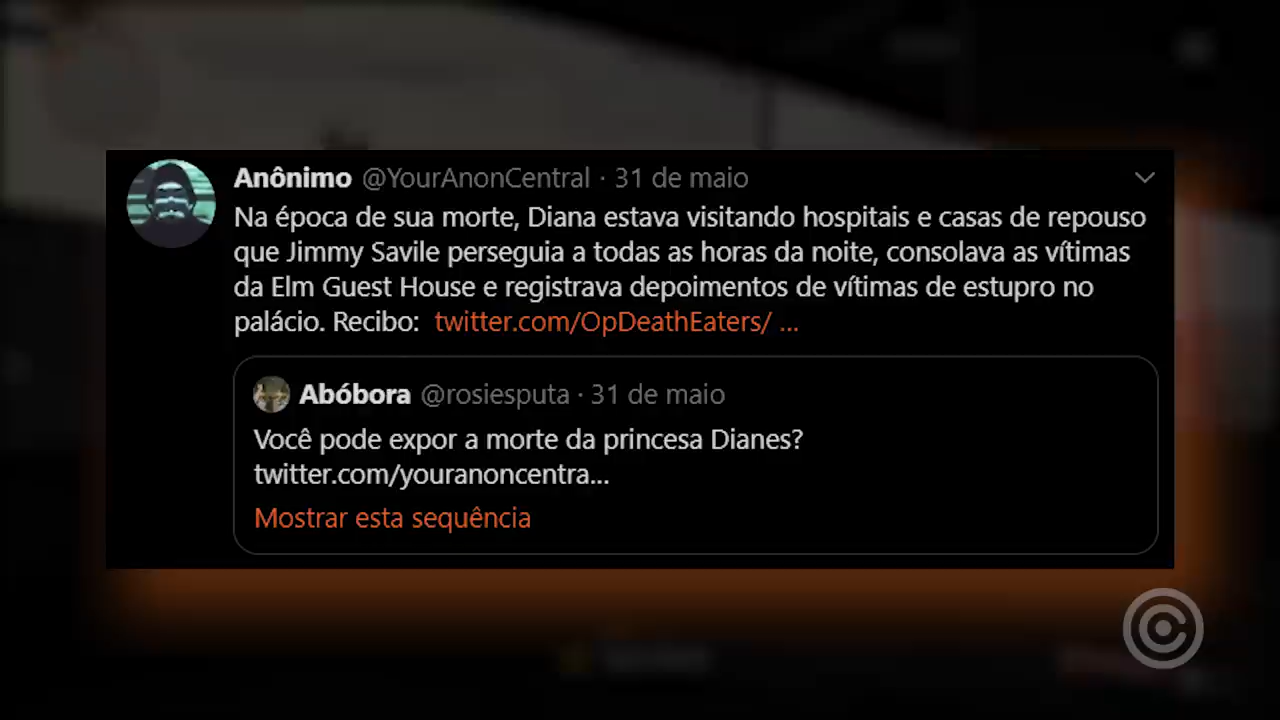 Anônimo @YourAnonCentral · 31 de maio
Na época de sua morte, Diana estava visitando hospitais e casas de repouso
que Jimmy Savile perseguia a todas as horas da noite, consolava as vítimas
da Elm Guest House e registrava depoimentos de vítimas de estupro no
palácio. Recibo: twitter.com/OpDeathEaters/ ...
Abóbora @rosiesputa · 31 de maio
Você pode expor a morte da princesa Dianes?
twitter.com/youranoncentra...
Mostrar esta sequência